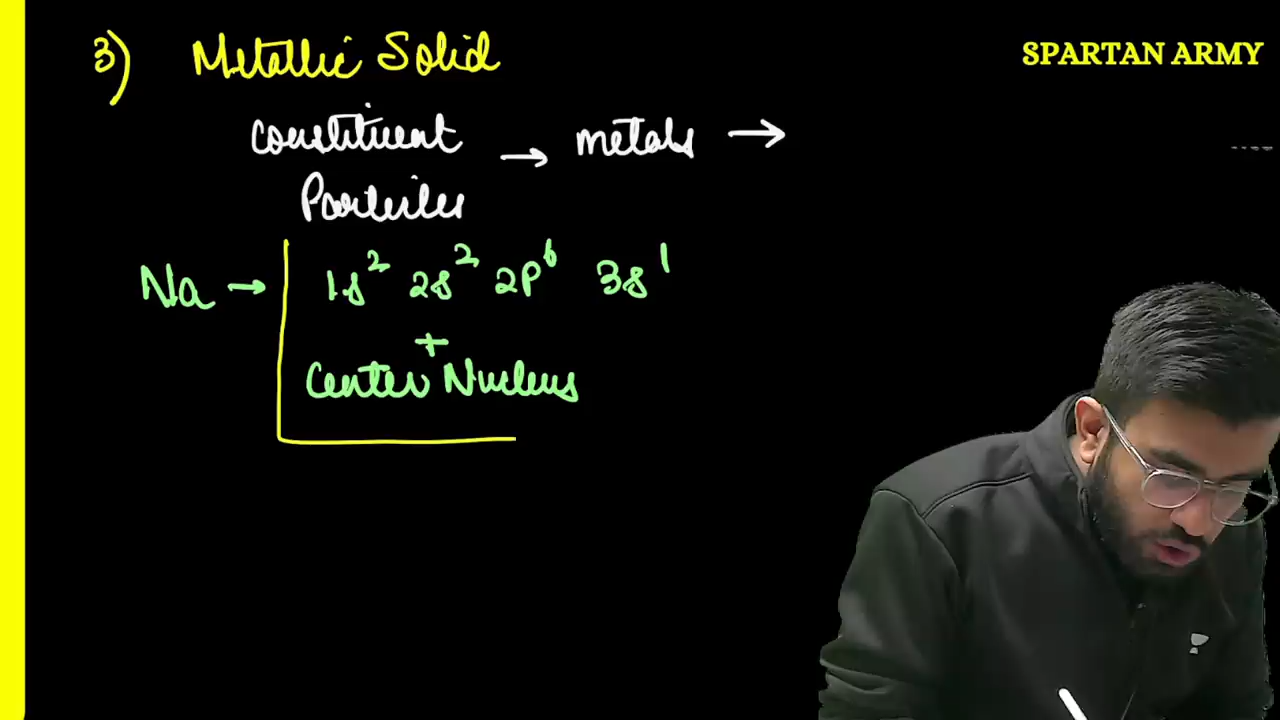 3) Metallic Solid
SPARTAN ARMY
Constituent Particles → metals →
Na → 1s² 2s² 2p⁶ 3s¹
+
Center Nucleus